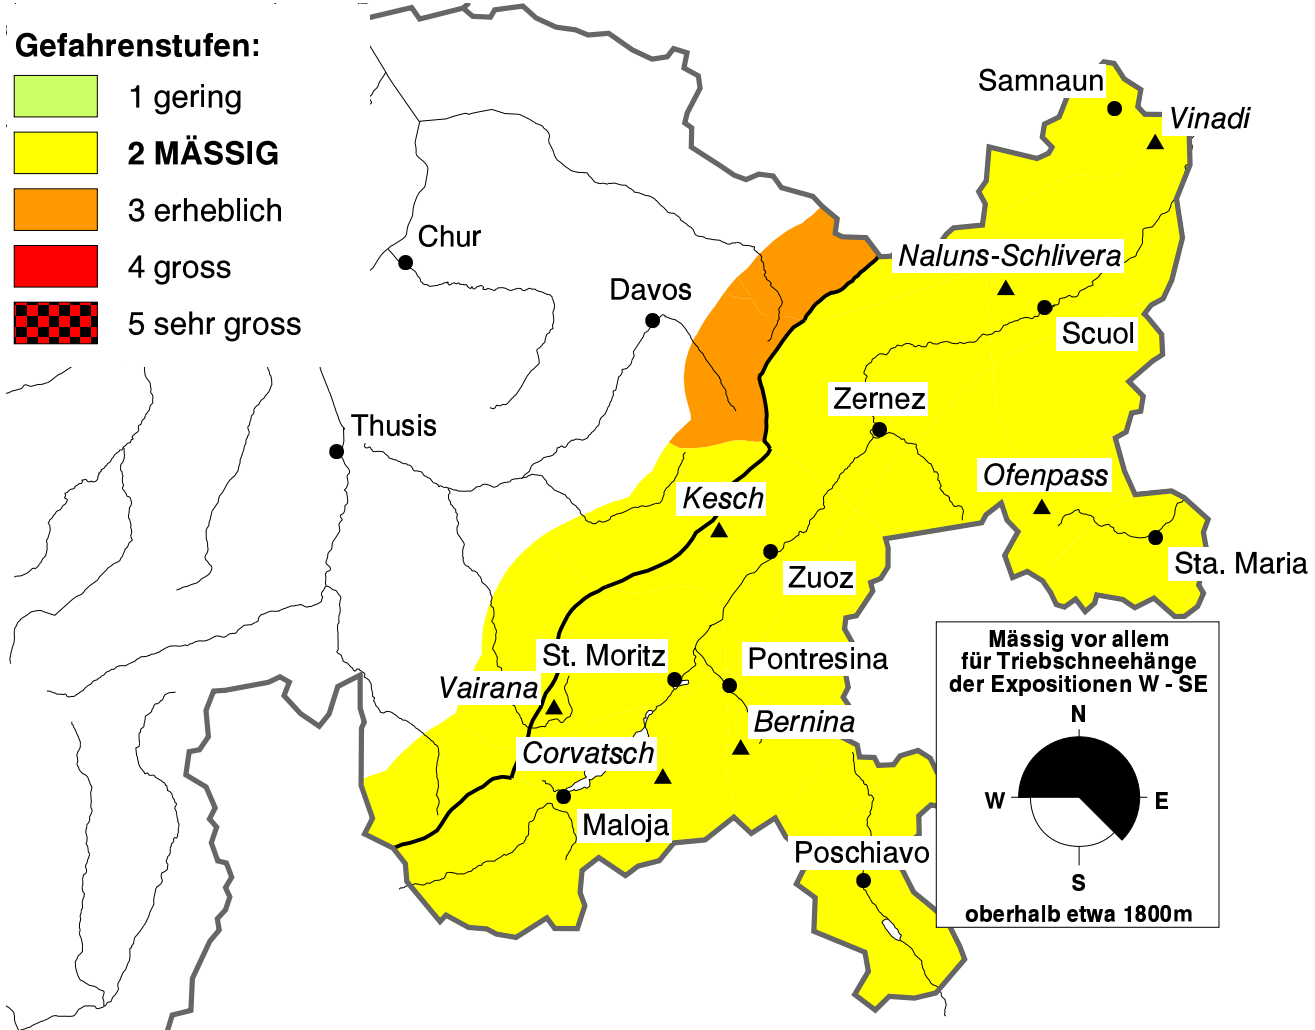 Gefahrenstufen:
1 gering
2 MÄSSIG
3 erheblich
4 gross
5 sehr gross
Samnaun
Vinadi
Chur
Naluns-Schlivera
Davos
Scuol
Zernez
Thusis
Ofenpass
Kesch
Sta. Maria
Zuoz
St. Moritz
Pontresina
Vairana
Bernina
Corvatsch
Maloja
Poschiavo
Mässig vor allem
für Triebschneehänge
der Expositionen W - SE
N
W
E
S
oberhalb etwa 1800m